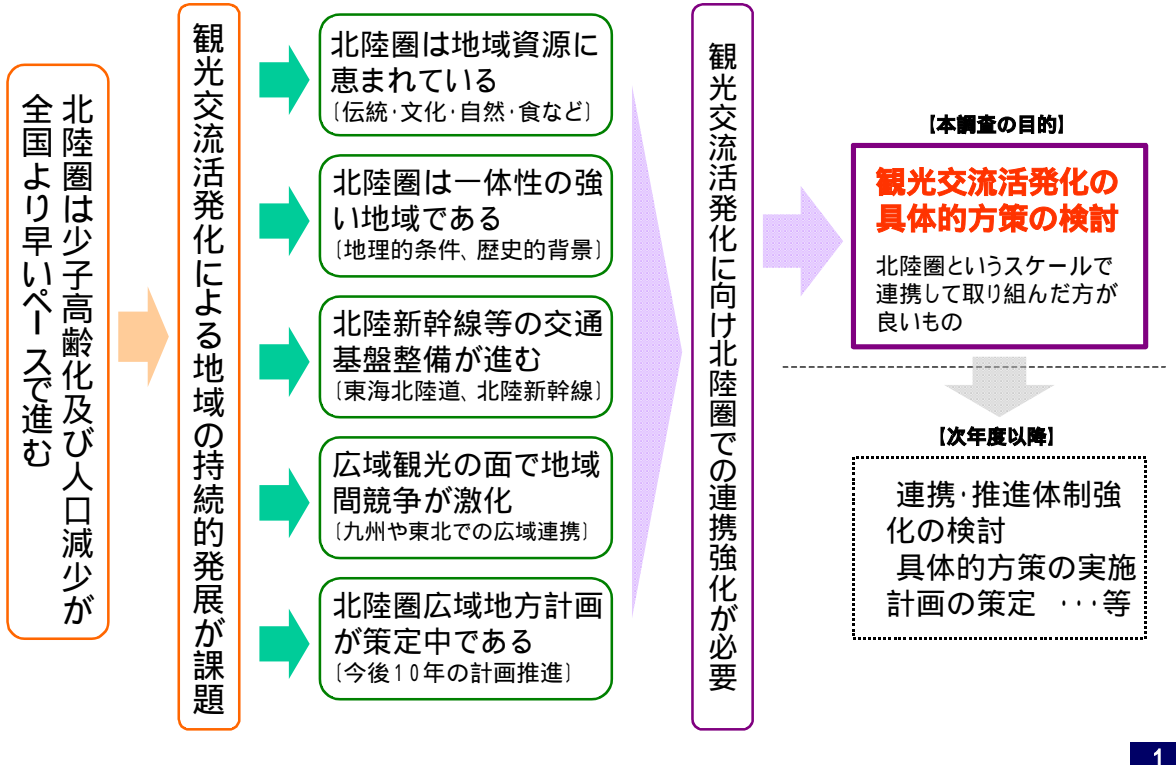 北陸圏は少子高齢化及び人口減少が
全国より早いペースで進む
観光交流活発化による地域の持続的発展が課題
北陸圏は地域資源に
恵まれている
〔伝統･文化･自然･食など〕
北陸圏は一体性の強
い地域である
〔地理的条件、歴史的背景〕
北陸新幹線等の交通
基盤整備が進む
〔東海北陸道、北陸新幹線〕
広域観光の面で地域
間競争が激化
〔九州や東北での広域連携〕
北陸圏広域地方計画
が策定中である
〔今後10年の計画推進〕
観光交流活発化に向け北陸圏での連携強化が必要
【本調査の目的】
観光交流活発化の
具体的方策の検討
北陸圏というスケールで
連携して取り組んだ方が
良いもの
【次年度以降】
連携･推進体制強
化の検討
具体的方策の実施
計画の策定 ･･･等
1